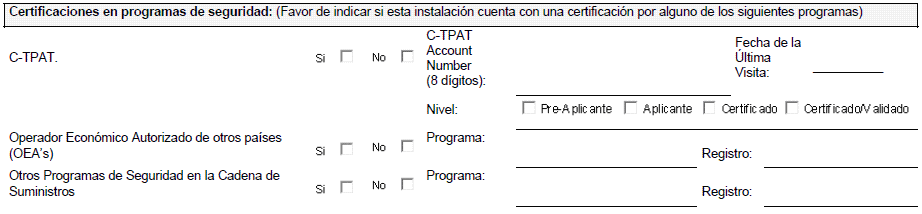 Certificaciones en programas de seguridad: (Favor de indicar si esta instalación cuenta con una certificación por alguno de los siguientes programas)
C-TPAT. Si No C-TPAT Account Number (8 dígitos): Fecha de la Última Visita:
Nivel: Pre-Aplicante Aplicante Certificado Certificado/Validado
Operador Económico Autorizado de otros países (OEA's) Si No Programa: Registro:
Otros Programas de Seguridad en la Cadena de Suministros Si No Programa: Registro: